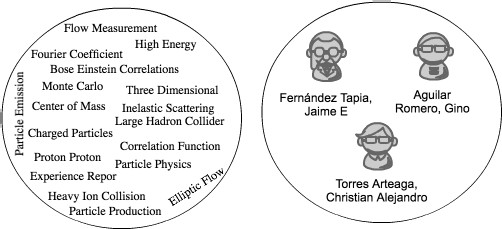 Flow Measurement
High Energy
Fourier Coefficient
Bose Einstein Correlations
Monte Carlo
Three Dimensional
Particle Emission
Center of Mass
Inelastic Scattering
Large Hadron Collider
Charged Particles
Correlation Function
Proton Proton
Particle Physics
Experience Repor
Elliptic Flow
Heavy Ion Collision
Particle Production
Fernández Tapia,
Jaime E
Aguilar
Romero, Gino
Torres Arteaga,
Christian Alejandro